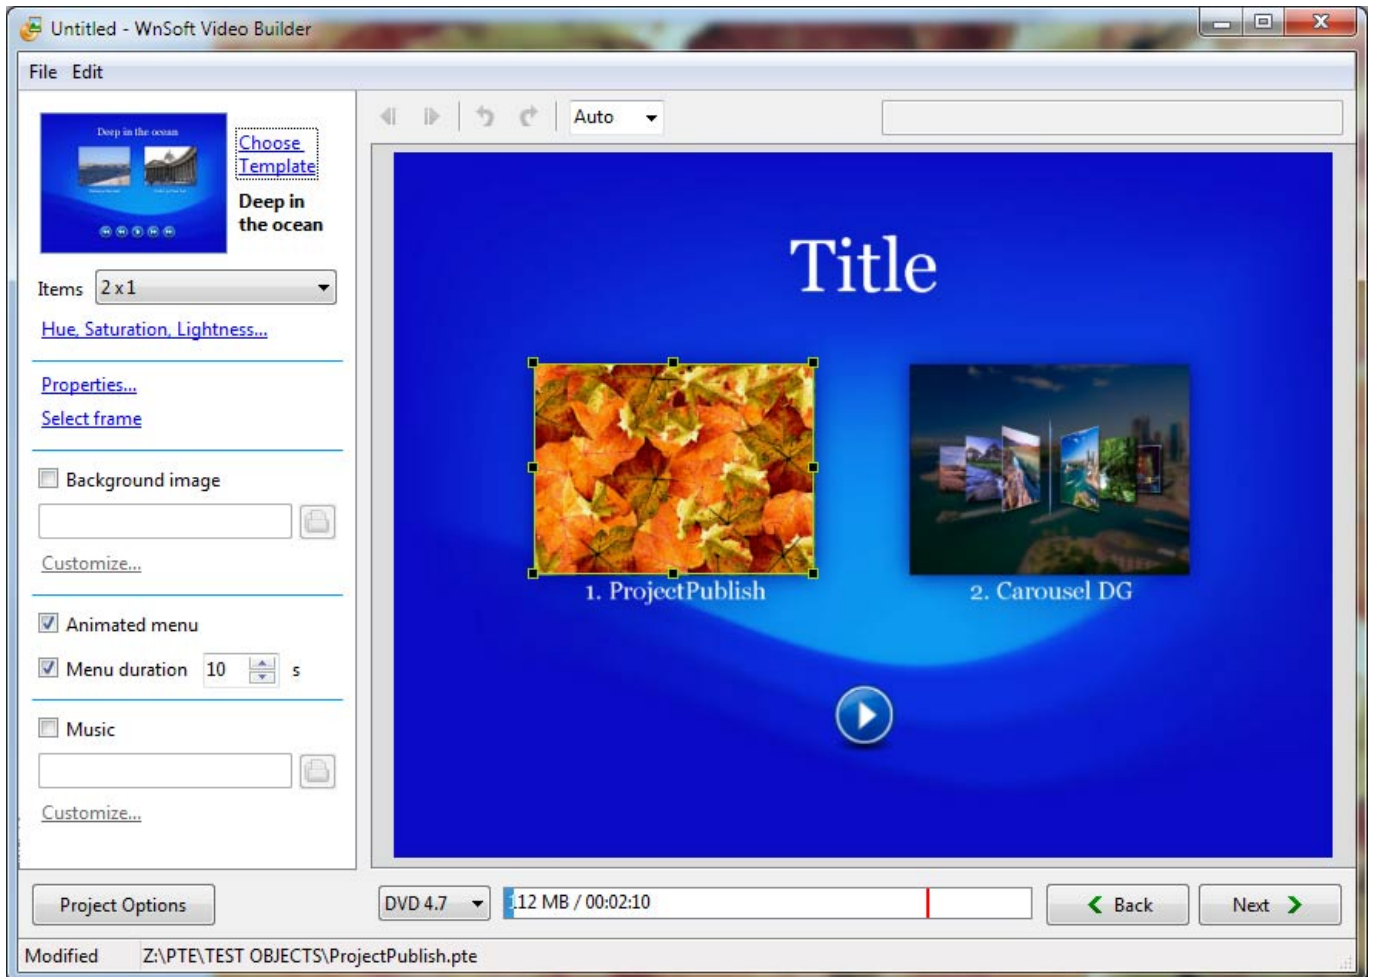 Untitled - WnSoft Video Builder
File Edit
Deep in the ocean
Choose
Template
Deep in
the ocean
Items 2 x 1
Hue, Saturation, Lightness...
Properties...
Select frame
Background image
Customize...
Animated menu
Menu duration 10 s
Music
Customize...
Auto
Title
1. ProjectPublish
2. Carousel DG
Project Options
DVD 4.7
112 MB / 00:02:10
Back
Next
Modified Z:\PTE\TEST OBJECTS\ProjectPublish.pte